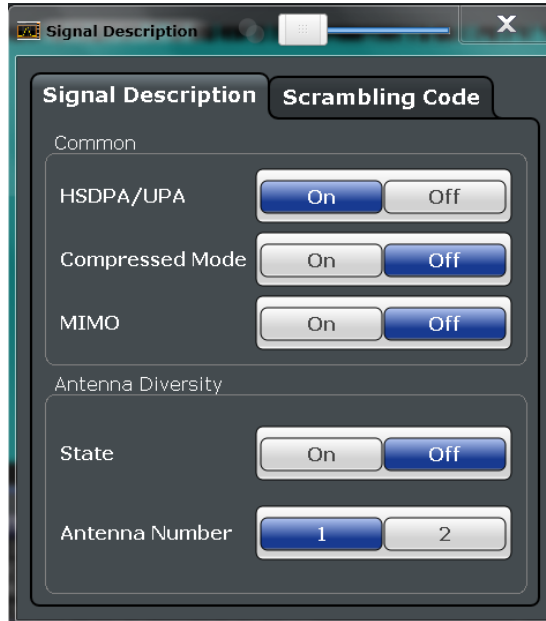 Signal Description
X
Signal Description Scrambling Code
Common
HSDPA/UPA On Off
Compressed Mode On Off
MIMO On Off
Antenna Diversity
State On Off
Antenna Number 1 2